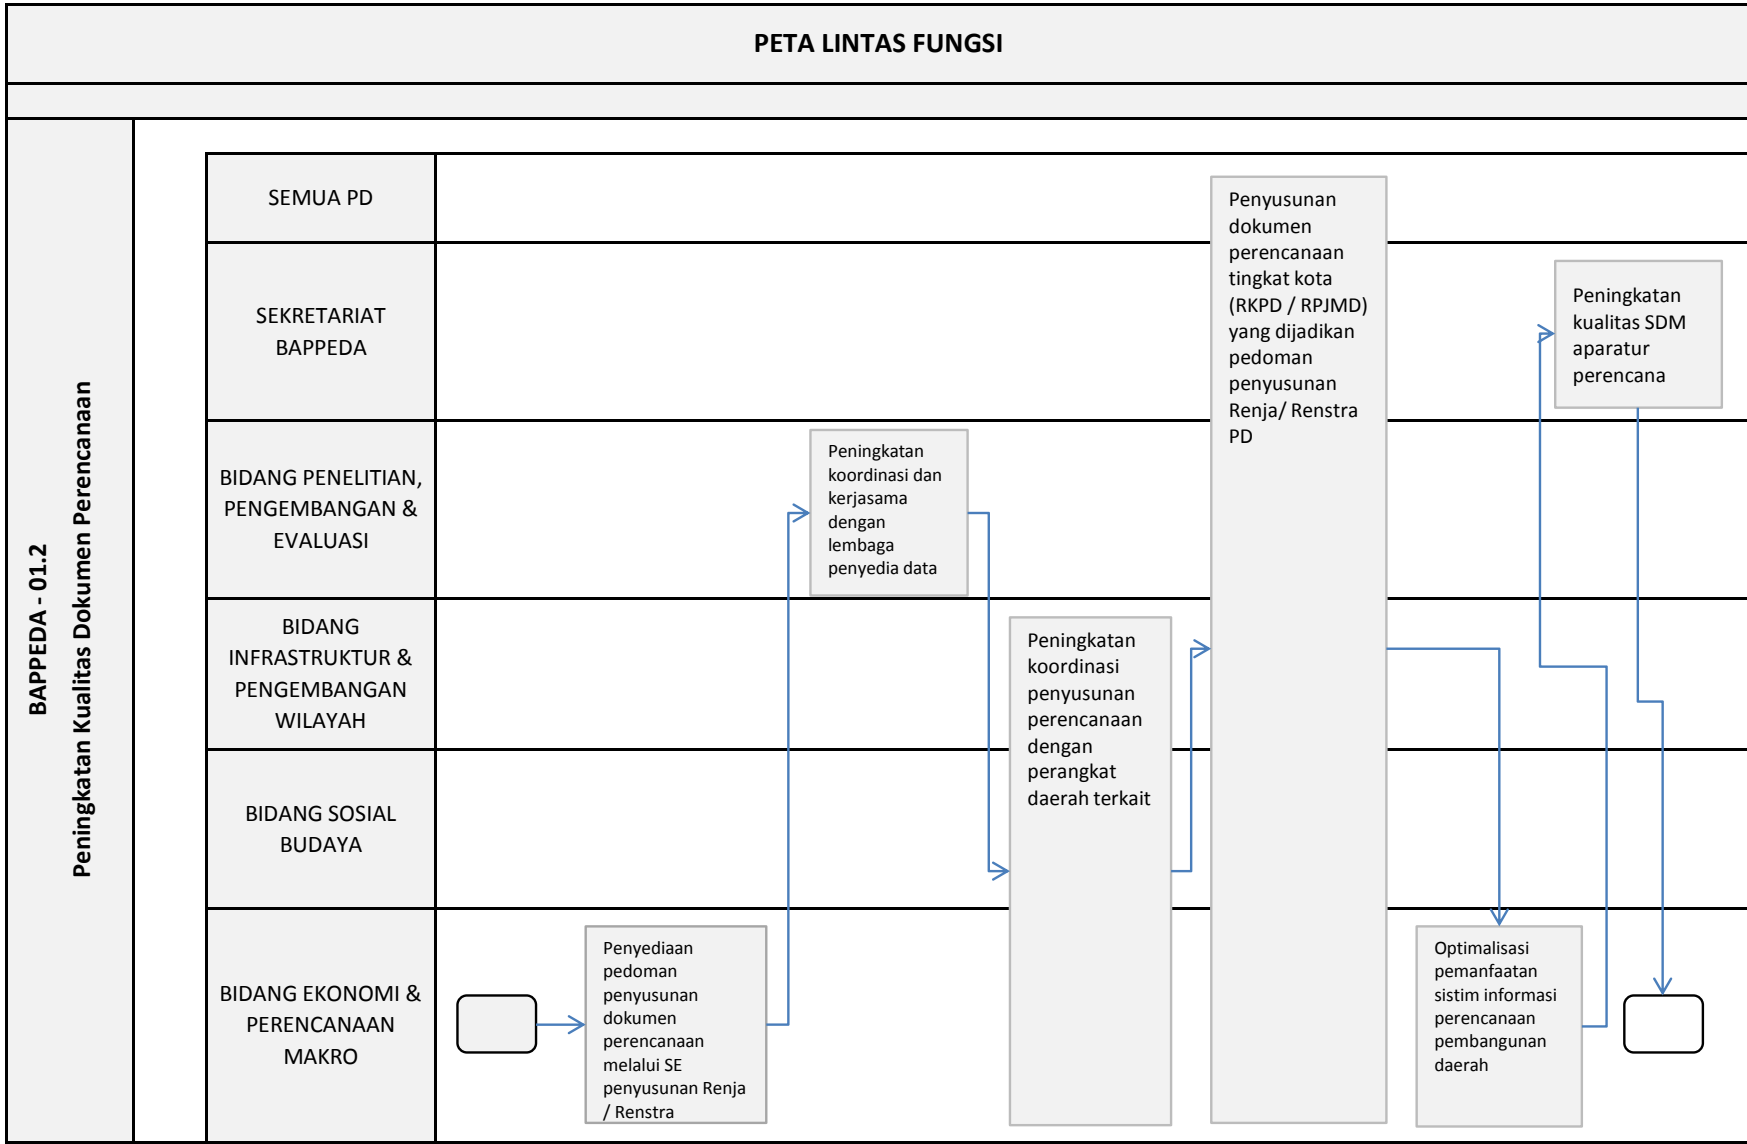 PETA LINTAS FUNGSI
BAPPEDA - 01.2
Peningkatan Kualitas Dokumen Perencanaan
SEMUA PD
SEKRETARIAT
BAPPEDA
BIDANG PENELITIAN,
PENGEMBANGAN &
EVALUASI
BIDANG
INFRASTRUKTUR &
PENGEMBANGAN
WILAYAH
BIDANG SOSIAL
BUDAYA
BIDANG EKONOMI &
PERENCANAAN
MAKRO
Penyediaan
pedoman
penyusunan
dokumen
perencanaan
melalui SE
penyusunan Renja
/ Renstra
Peningkatan
koordinasi dan
kerjasama
dengan
lembaga
penyedia data
Peningkatan
koordinasi
penyusunan
perencanaan
dengan
perangkat
daerah terkait
Penyusunan
dokumen
perencanaan
tingkat kota
(RKPD / RPJMD)
yang dijadikan
pedoman
penyusunan
Renja/ Renstra
PD
Optimalisasi
pemanfaatan
sistim informasi
perencanaan
pembangunan
daerah
Peningkatan
kualitas SDM
aparatur
perencana